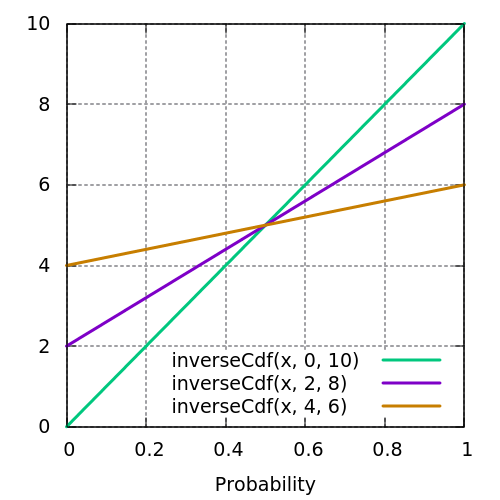 10
8
6
4
2
0
inverseCdf(x, 0, 10)
inverseCdf(x, 2, 8)
inverseCdf(x, 4, 6)
0 0.2 0.4 0.6 0.8 1
Probability